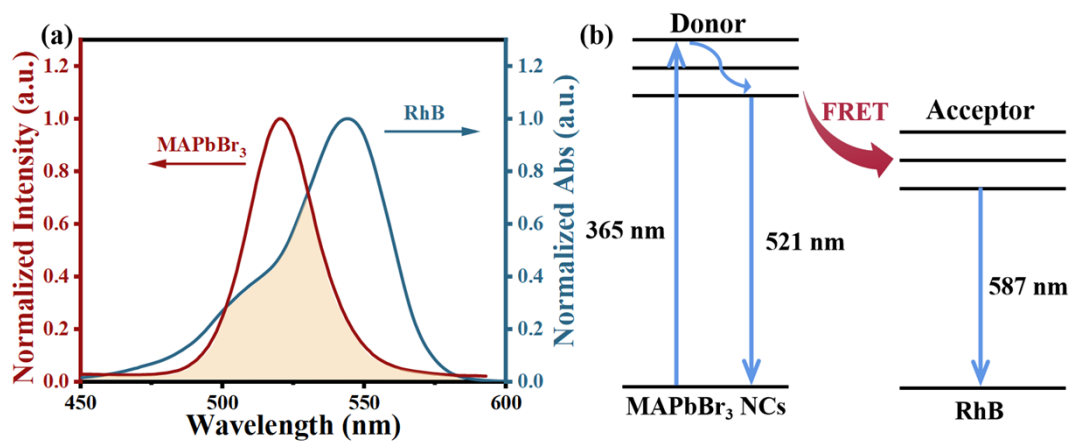 (a)
Normalized Intensity (a.u.)
1.2
1.0
0.8
0.6
0.4
0.2
0.0
MAPbBr₃
RhB
1.2
1.0
0.8
0.6
0.4
0.2
0.0
Normalized Abs (a.u.)
450
500
550
600
Wavelength (nm)
(b)
Donor
FRET
Acceptor
365 nm
521 nm
587 nm
MAPbBr₃ NCs
RhB